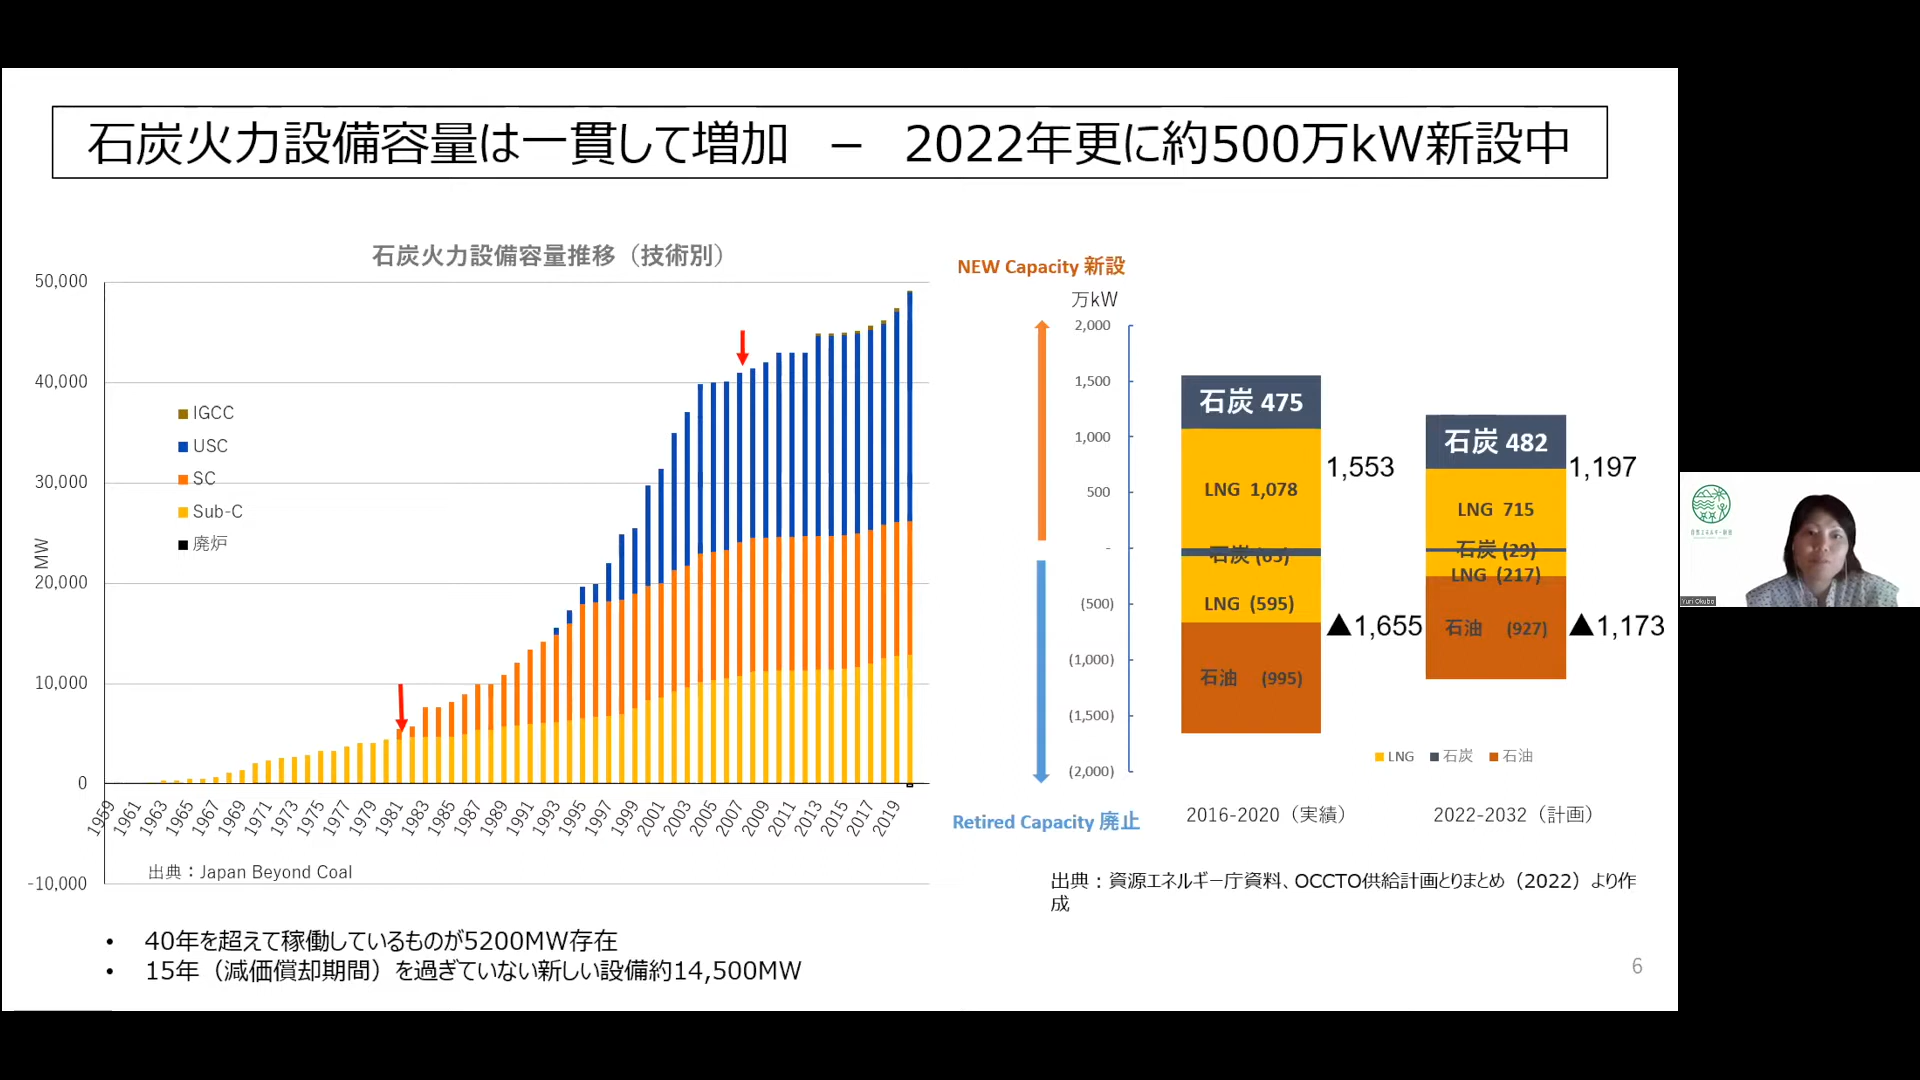 石炭火力設備容量は一貫して増加 － 2022年更に約500万kW新設中
石炭火力設備容量推移（技術別）
50,000
40,000
30,000
20,000
10,000
0
-10,000
MW
IGCC
USC
SC
Sub-C
廃炉
1959
1961
1963
1965
1967
1969
1971
1973
1975
1977
1979
1981
1983
1985
1987
1989
1991
1993
1995
1997
1999
2001
2003
2005
2007
2009
2011
2013
2015
2017
2019
出典：Japan Beyond Coal
NEW Capacity 新設
万kW
2,000
1,500
1,000
500
-
(500)
(1,000)
(1,500)
(2,000)
Retired Capacity 廃止
石炭 475
LNG 1,078
石炭 (65)
LNG (595)
石油 (995)
1,553
▲1,655
石炭 482
LNG 715
石炭 (29)
LNG (217)
石油 (927)
1,197
▲1,173
LNG 石炭 石油
2016-2020（実績）
2022-2032（計画）
出典：資源エネルギー庁資料、OCCTO供給計画とりまとめ（2022）より作
成
• 40年を超えて稼働しているものが5200MW存在
• 15年（減価償却期間）を過ぎていない新しい設備約14,500MW
6
Yuri Okubo